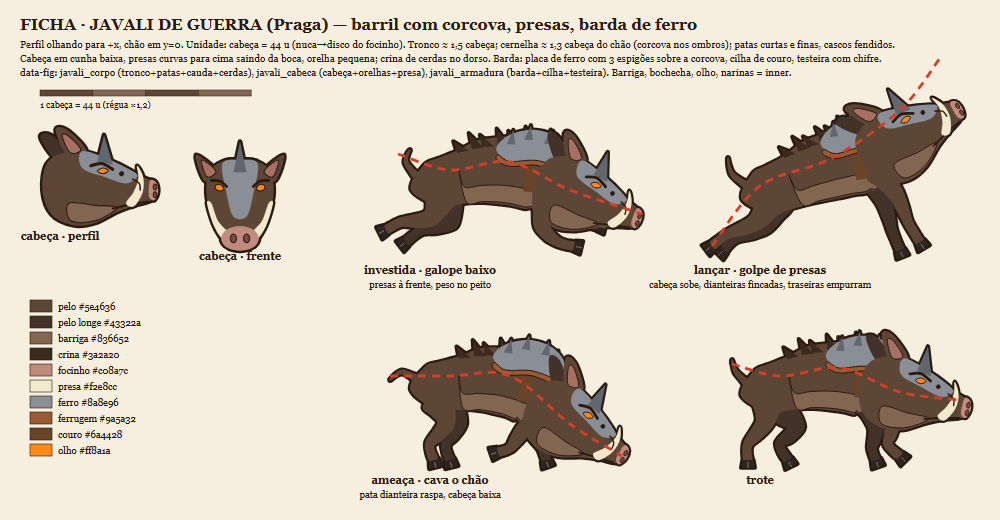 FICHA · JAVALI DE GUERRA (Praga) — barril com corcova, presas, barda de ferro
Perfil olhando para +x, chão em y=0. Unidade: cabeça = 44 u (nuca→disco do focinho). Tronco ≈ 1,5 cabeça; cernelha ≈ 1,3 cabeça do chão (corcova nos ombros); patas curtas e finas, cascos fendidos.
Cabeça em cunha baixa, presas curvas para cima saindo da boca, orelha pequena; crina de cerdas no dorso. Barda: placa de ferro com 3 espigões sobre a corcova, cilha de couro, testeira com chifre.
data-fig: javali_corpo (tronco+patas+cauda+cerdas), javali_cabeca (cabeça+orelhas+presa), javali_armadura (barda+cilha+testeira). Barriga, bochecha, olho, narinas = inner.
1 cabeça = 44 u (régua ×1,2)
cabeça · perfil
cabeça · frente
investida · galope baixo
presas à frente, peso no peito
lançar · golpe de presas
cabeça sobe, dianteiras fincadas, traseiras empurram
pelo #5e4636
pelo longe #43322a
barriga #836652
crina #3a2a20
focinho #c08a7c
presa #f2e8cc
ferro #8a8e96
ferrugem #9a5a32
couro #6a4428
olho #ff8a1a
ameaça · cava o chão
pata dianteira raspa, cabeça baixa
trote